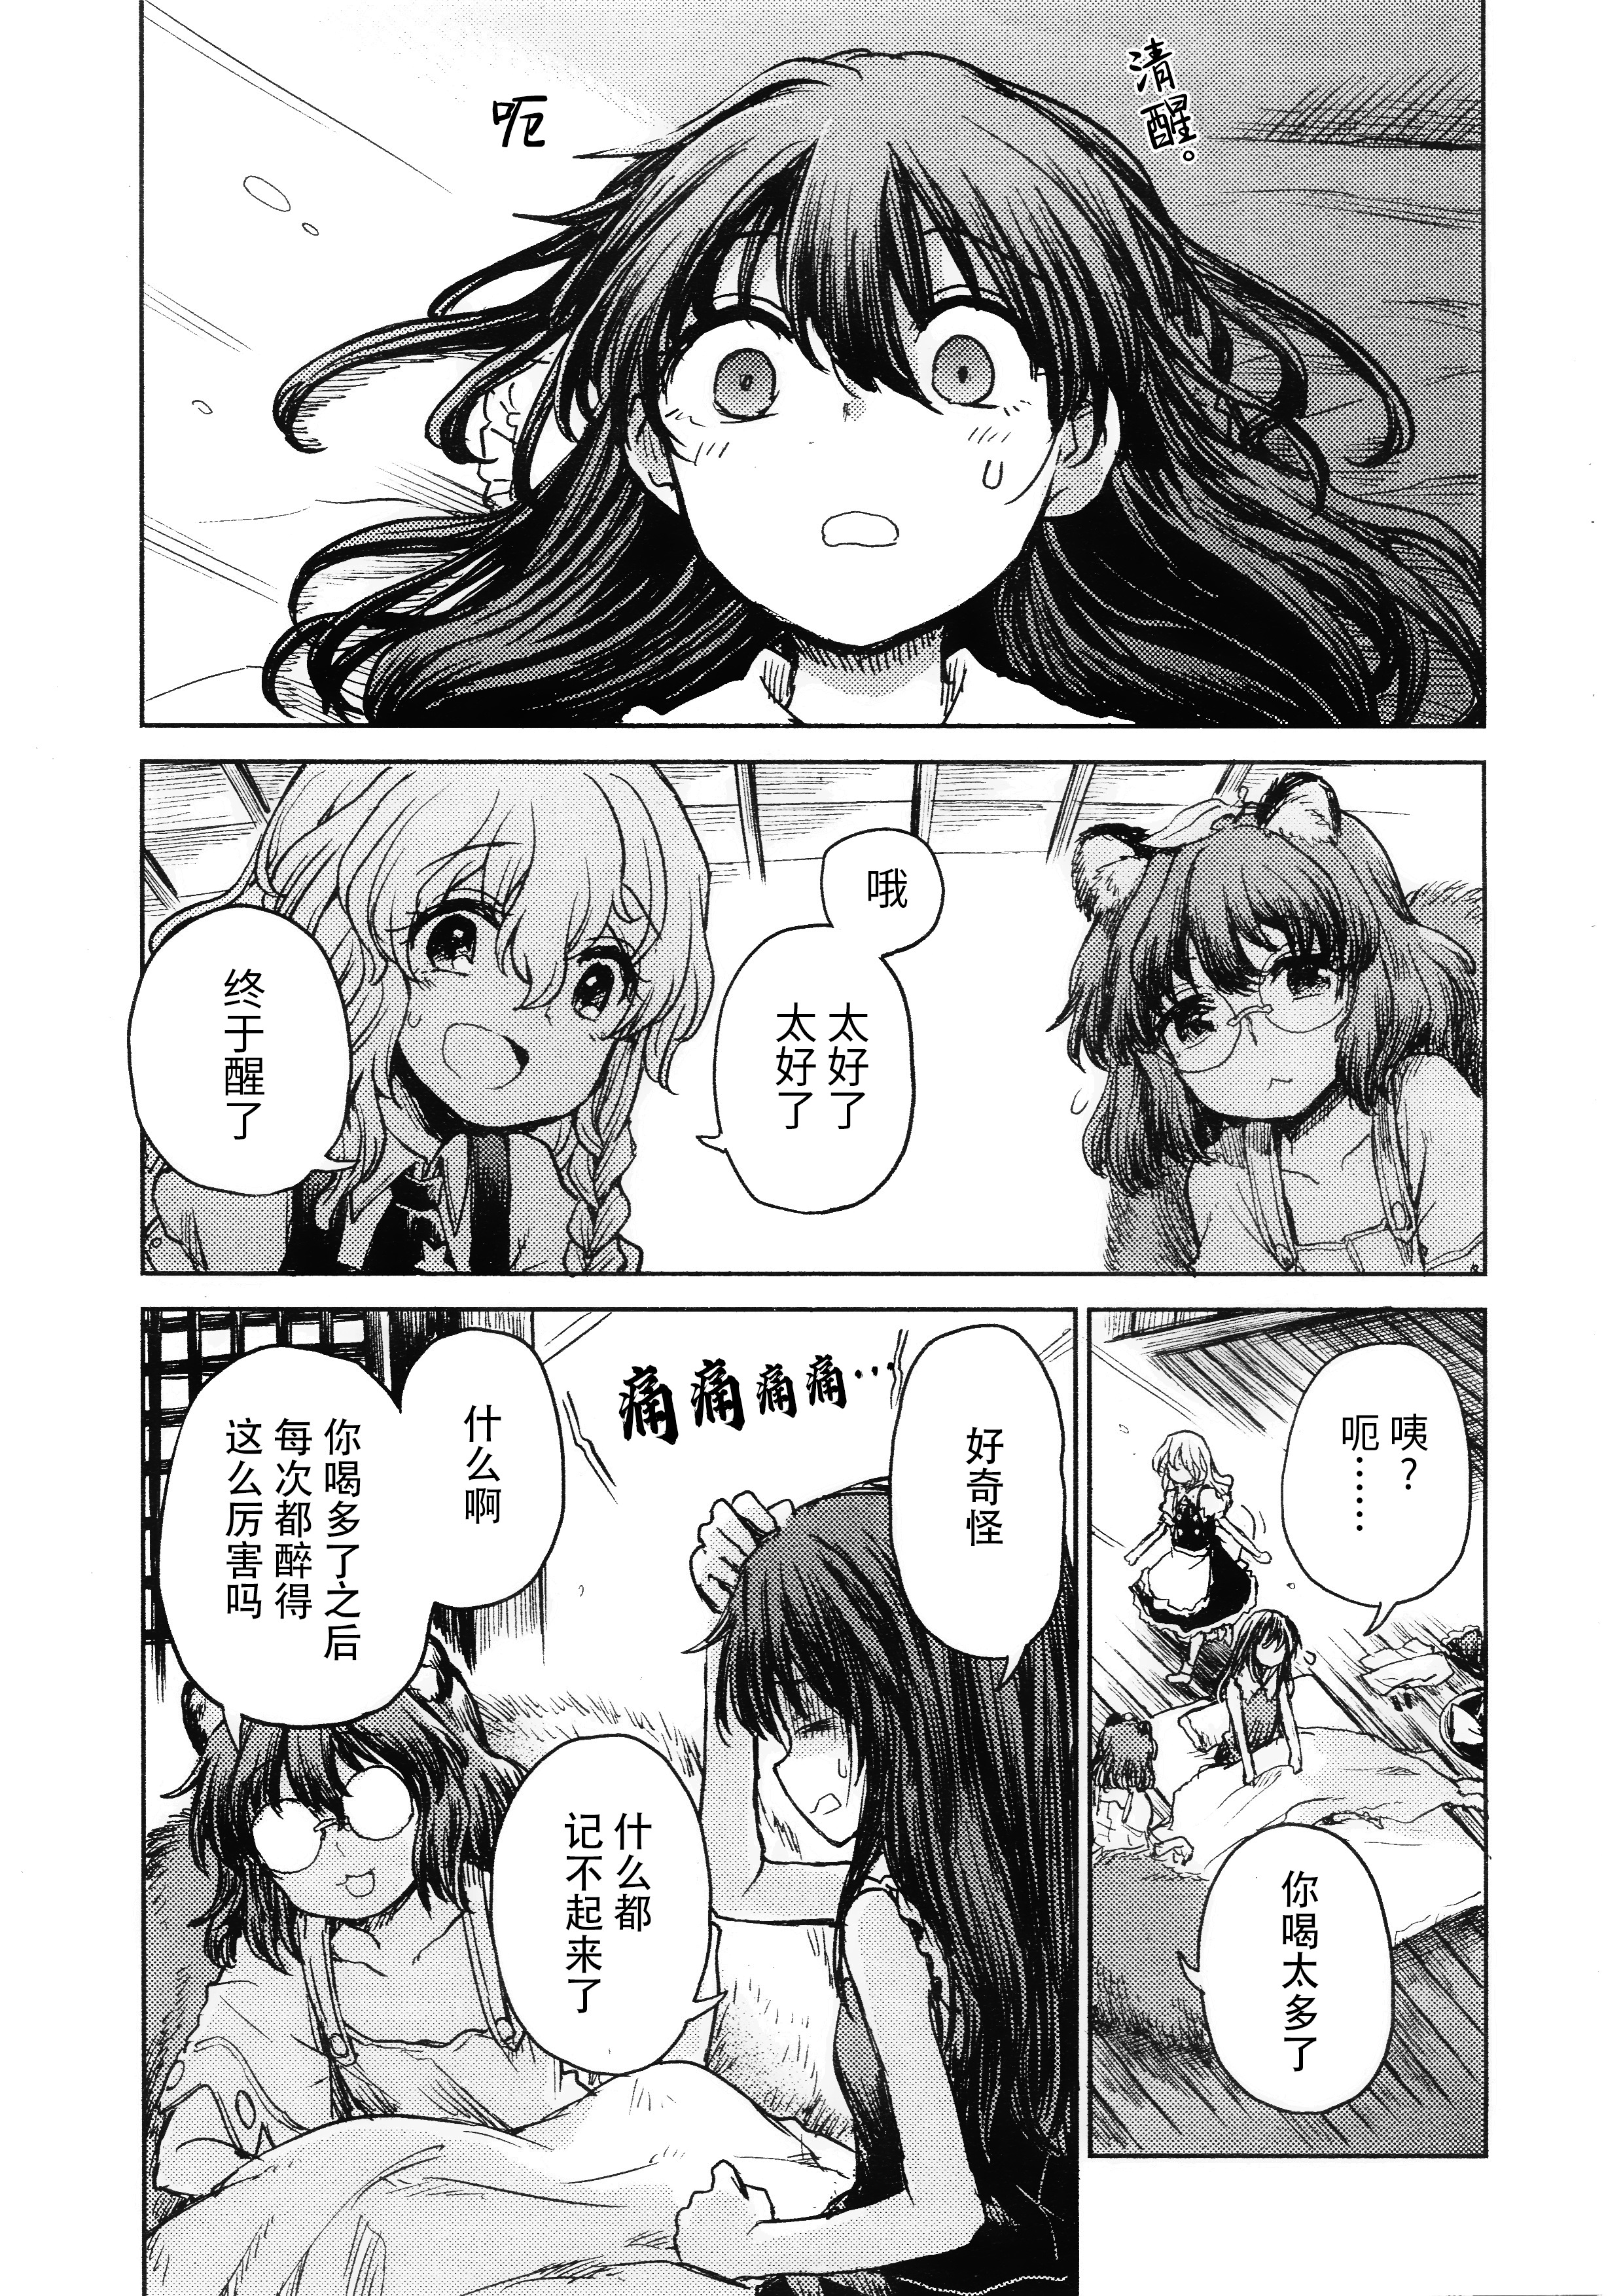 清醒。
呃
哦
太好了
太好了
终于醒了
咦?
呃……
你喝太多了
好奇怪
痛痛痛痛…
什么都
记不起来了
什么啊
你喝多了之后
每次都醉得
这么厉害吗